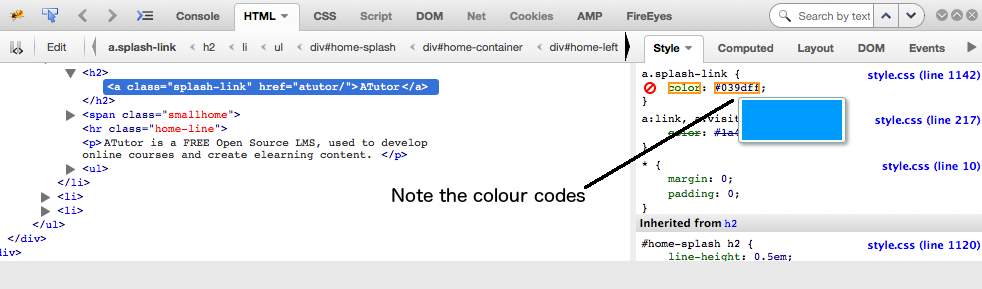 Console HTML CSS Script DOM Net Cookies AMP FireEyes Search by text
Edit a.splash-link < h2 < li < ul < div#home-splash < div#home-container < div#home-left
Style Computed Layout DOM Events
<h2>
<a class="splash-link" href="atutor/">ATutor</a>
</h2>
<span class="smallhome">
<hr class="home-line">
<p>ATutor is a FREE Open Source LMS, used to develop
online courses and create elearning content. </p>
<ul>
</li>
<li>
<li>
</ul>
</div>
div>
Note the colour codes
a.splash-link { style.css (line 1142)
color: #039dff;
}
a:link, a:visit style.css (line 217)
color: #1a
}
* { style.css (line 10)
margin: 0;
padding: 0;
}
Inherited from h2
#home-splash h2 { style.css (line 1120)
line-height: 0.5em;